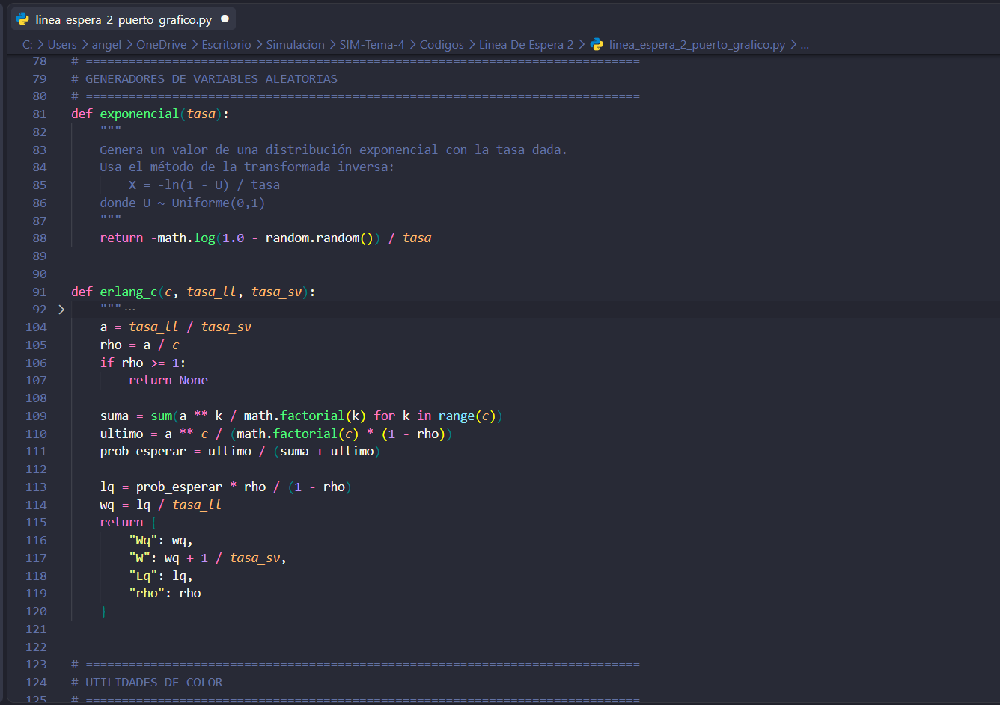 linea_espera_2_puerto_grafico.py
C: > Users > angel > OneDrive > Escritorio > Simulacion > SIM-Tema-4 > Codigos > Linea De Espera 2 > linea_espera_2_puerto_grafico.py > ...
78 # =============================================================================
79 # GENERADORES DE VARIABLES ALEATORIAS
80 # =============================================================================
81 def exponencial(tasa):
82 """
83 Genera un valor de una distribución exponencial con la tasa dada.
84 Usa el método de la transformada inversa:
85 X = -ln(1 - U) / tasa
86 donde U ~ Uniforme(0,1)
87 """
88 return -math.log(1.0 - random.random()) / tasa
89
90
91 def erlang_c(c, tasa_ll, tasa_sv):
92 > """ ...
104 a = tasa_ll / tasa_sv
105 rho = a / c
106 if rho >= 1:
107 return None
108
109 suma = sum(a ** k / math.factorial(k) for k in range(c))
110 ultimo = a ** c / (math.factorial(c) * (1 - rho))
111 prob_esperar = ultimo / (suma + ultimo)
112
113 lq = prob_esperar * rho / (1 - rho)
114 wq = lq / tasa_ll
115 return {
116 "Wq": wq,
117 "W": wq + 1 / tasa_sv,
118 "Lq": lq,
119 "rho": rho
120 }
121
122
123 # =============================================================================
124 # UTILIDADES DE COLOR
125 # =============================================================================